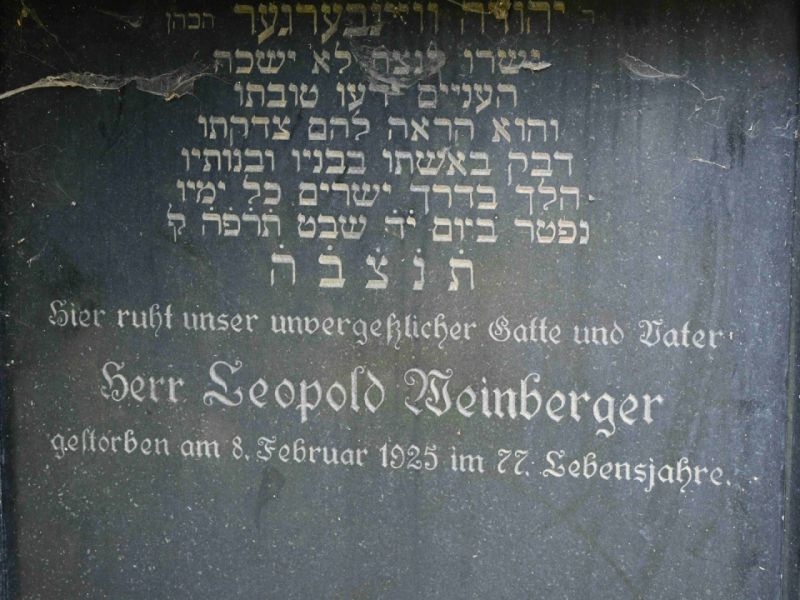 ר יהודה וויינבערגער הכהן
ישרו לנצח לא ישכח
העניים ידעו טובתו
והוא הראה להם צדקתו
דבק באשתו בבניו ובנותיו
הלך בדרך ישרים כל ימיו
נפטר ביום יד שבט תרפה ק
ת נ צ ב ה
Hier ruht unser unvergeßlicher Gatte und Vater
Herr Leopold Weinberger
gestorben am 8. Februar 1925 im 77. Lebensjahre.